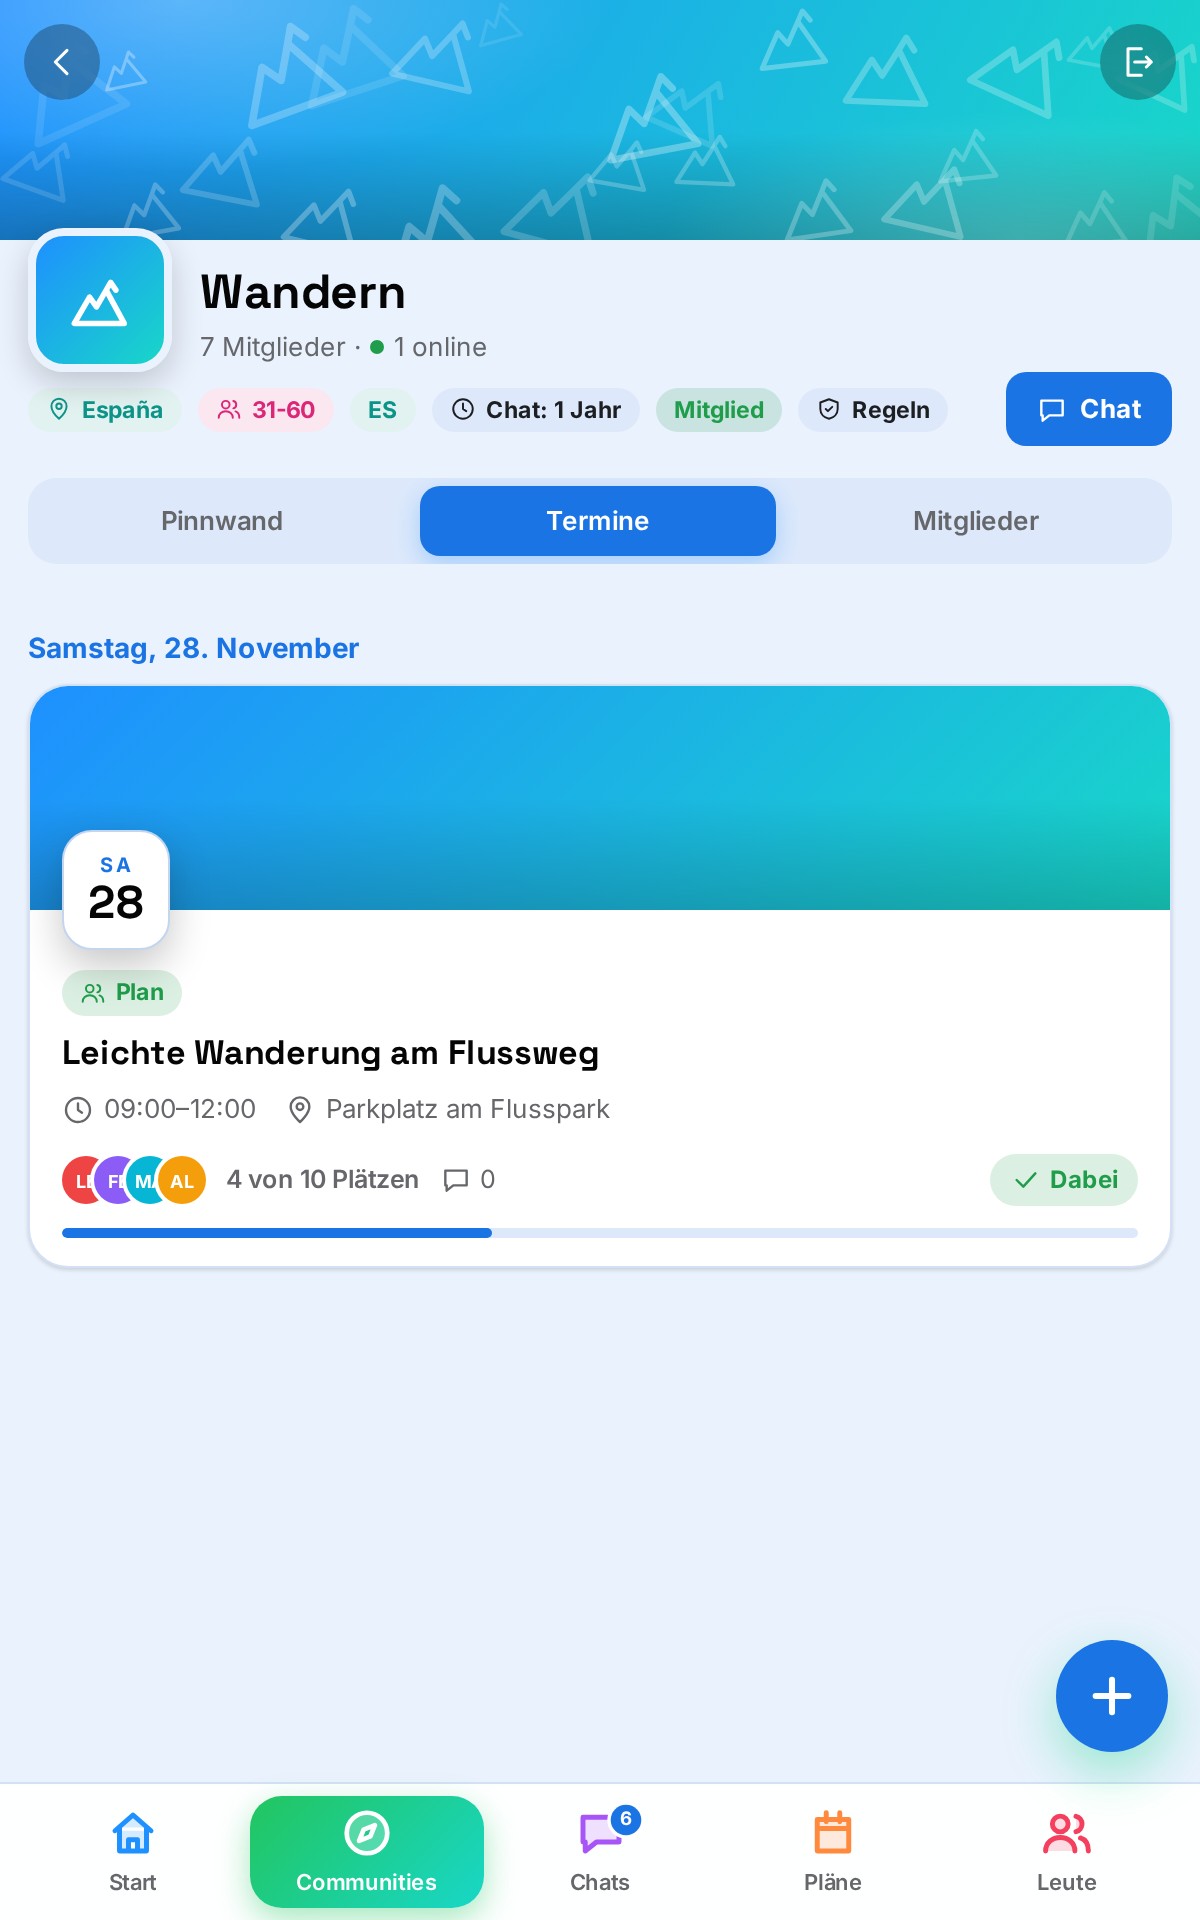 Wandern
7 Mitglieder · 1 online
España 31-60 ES Chat: 1 Jahr Mitglied Regeln Chat
Pinnwand Termine Mitglieder
Samstag, 28. November
SA
28
Plan
Leichte Wanderung am Flussweg
09:00–12:00 Parkplatz am Flusspark
AL 4 von 10 Plätzen 0 Dabei
6
Start Communities Chats Pläne Leute